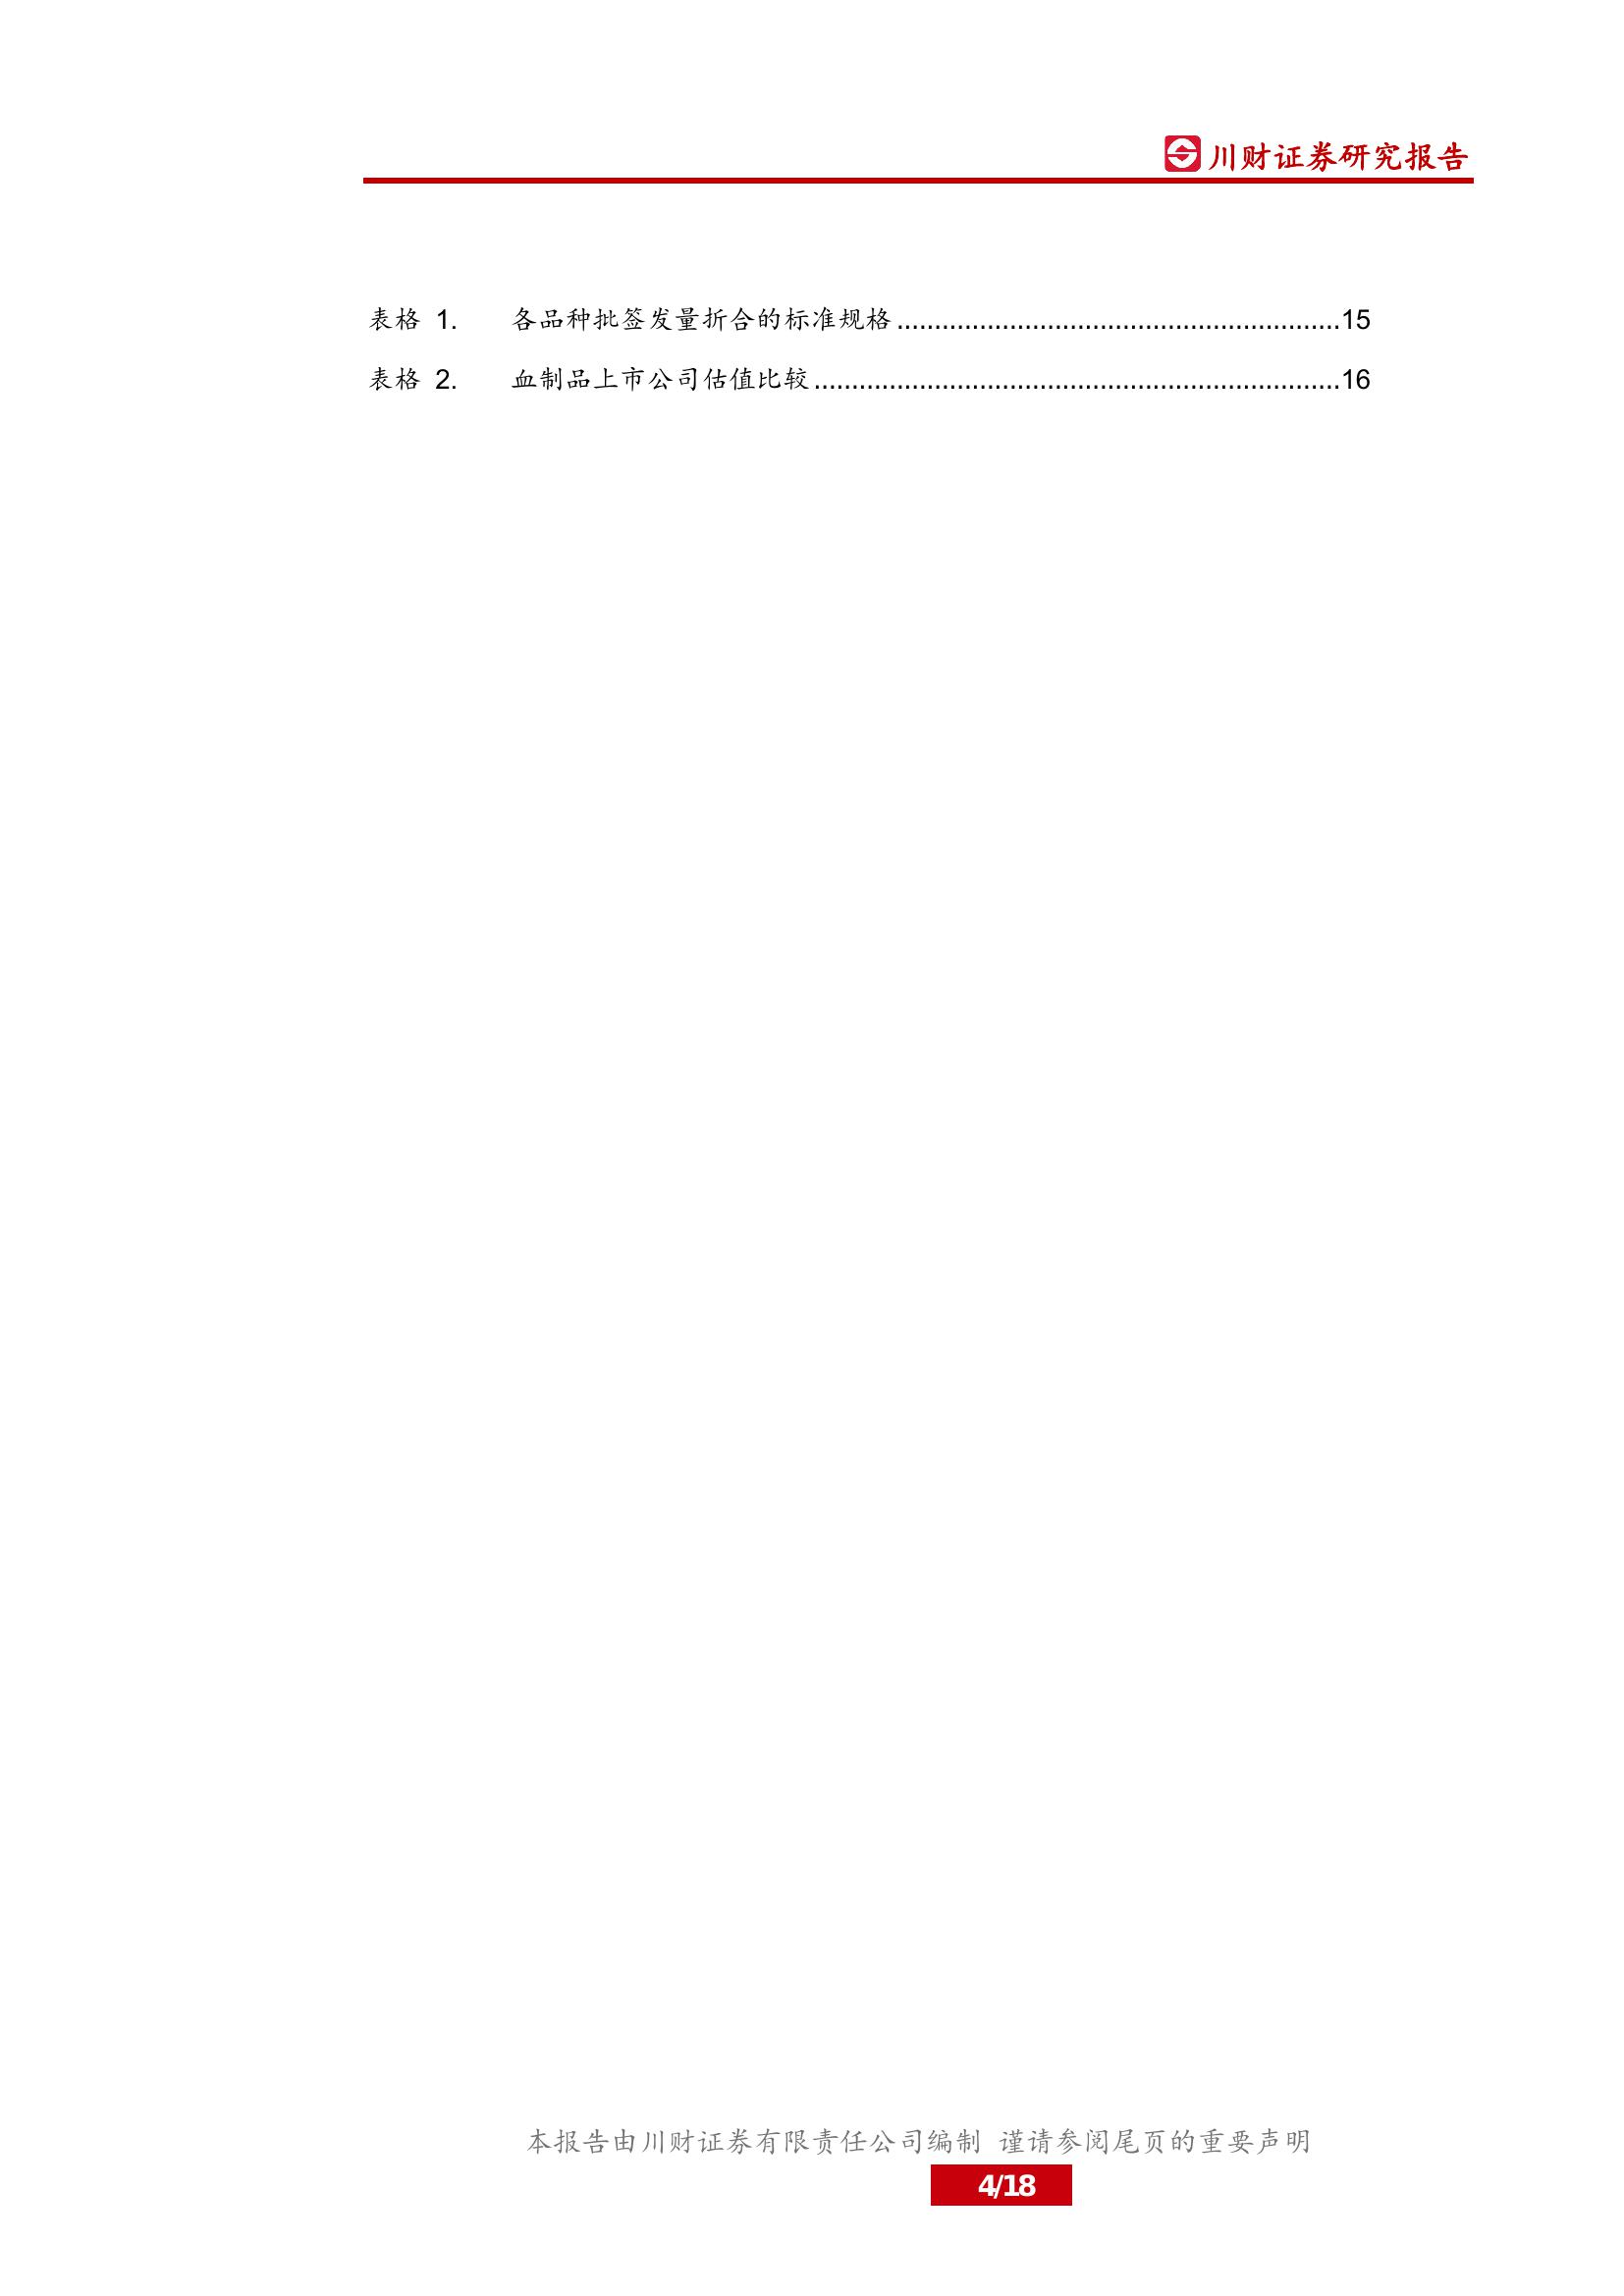 川财证券研究报告
表格 1. 各品种批签发量折合的标准规格...........................................................15
表格 2. 血制品上市公司估值比较......................................................................16
本报告由川财证券有限责任公司编制 谨请参阅尾页的重要声明
4/18